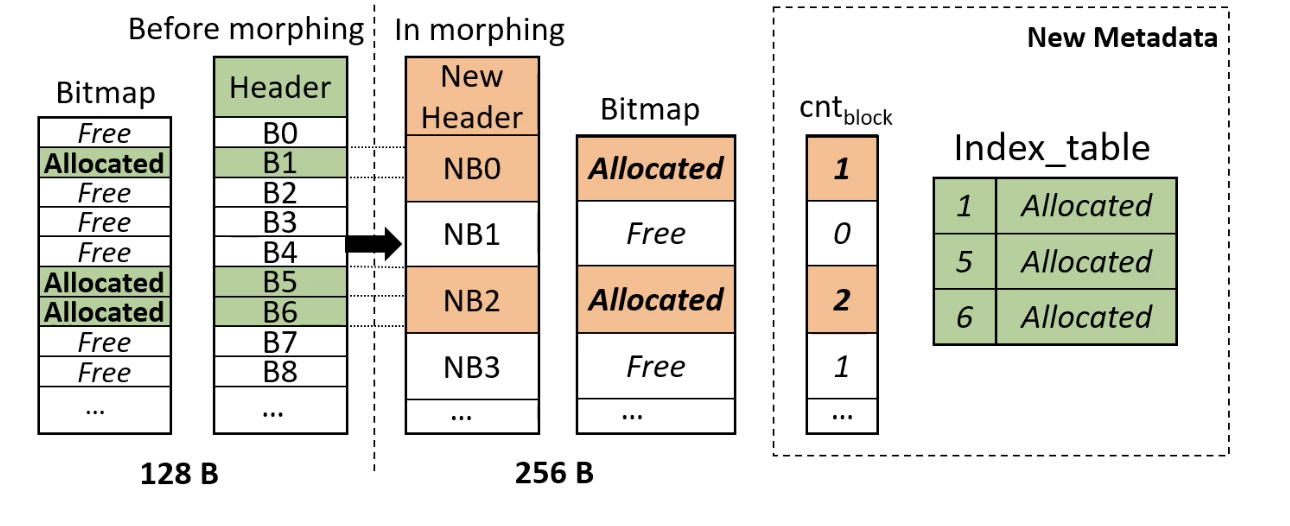 Before morphing
In morphing
New Metadata
Bitmap
Free
Allocated
Free
Free
Free
Allocated
Allocated
Free
Free
...
Header
B0
B1
B2
B3
B4
B5
B6
B7
B8
...
128 B
New
Header
NB0
NB1
NB2
NB3
...
Bitmap
Allocated
Free
Allocated
Free
...
256 B
cntblock
1
0
2
1
...
Index_table
1 Allocated
5 Allocated
6 Allocated